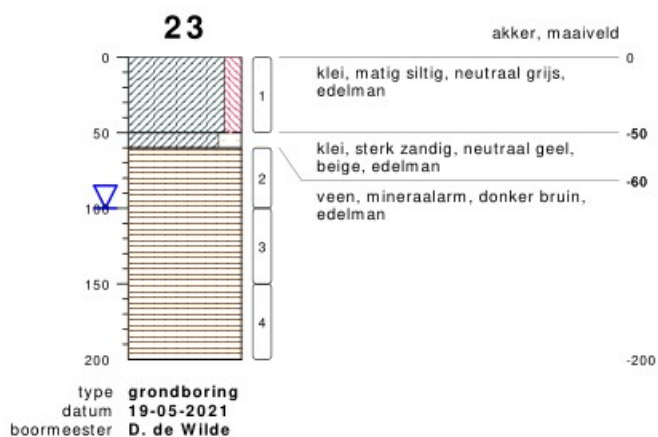 23
akker, maaiveld
0
0
klei, matig siltig, neutraal grijs,
edelman
1
50
-50
klei, sterk zandig, neutraal geel,
beige, edelman
2
-60
veen, mineraalarm, donker bruin,
edelman
100
3
150
4
200
-200
type grondboring
datum 19-05-2021
boormeester D. de Wilde